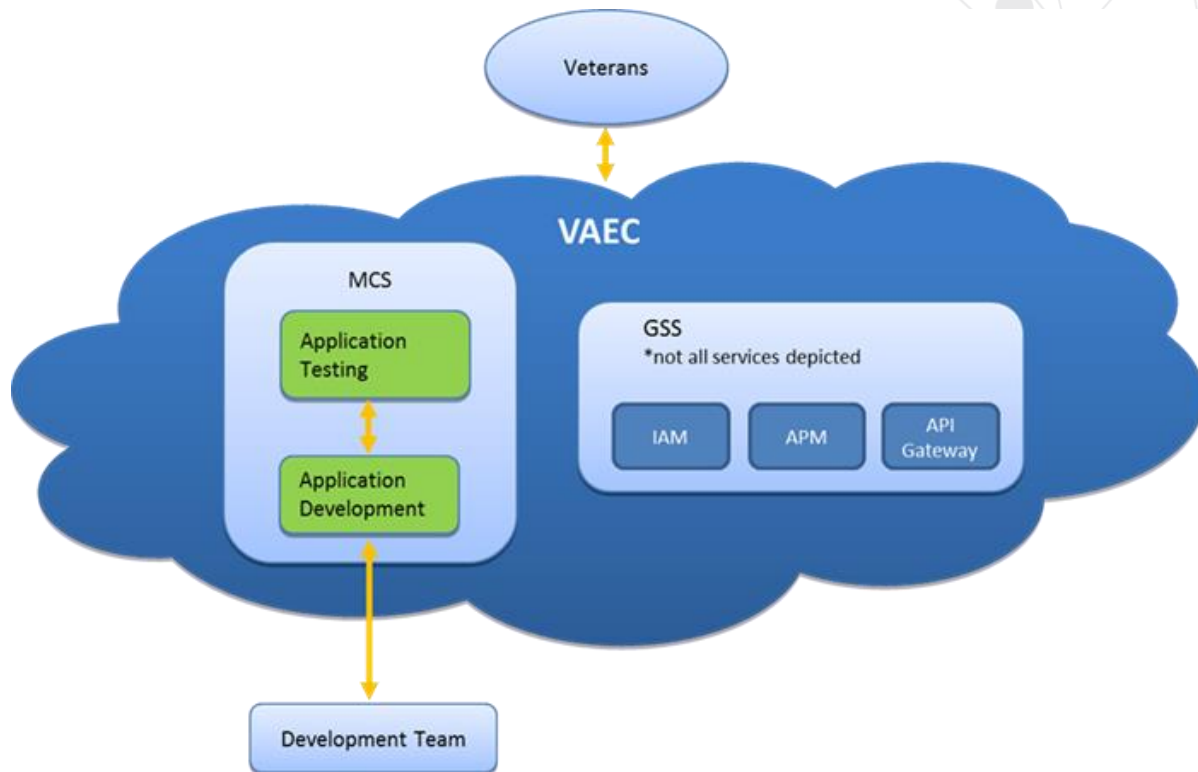 Veterans
VAEC
MCS
Application
Testing
Application
Development
GSS
*not all services depicted
IAM
APM
API
Gateway
Development Team